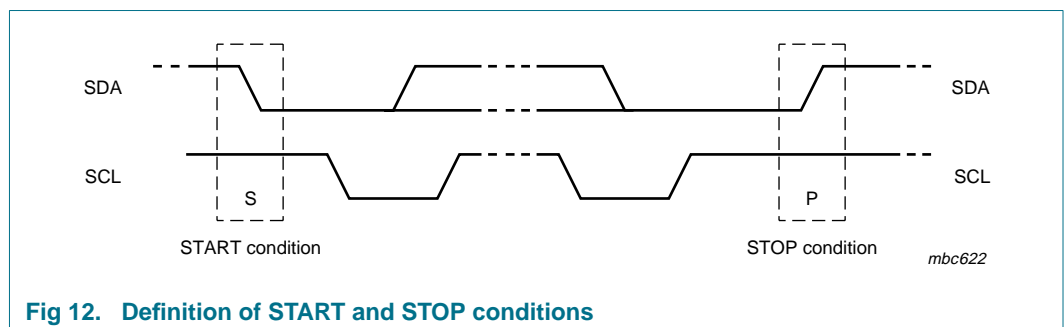 SDA
SDA
SCL
SCL
S
P
START condition
STOP condition
mbc622
Fig 12. Definition of START and STOP conditions